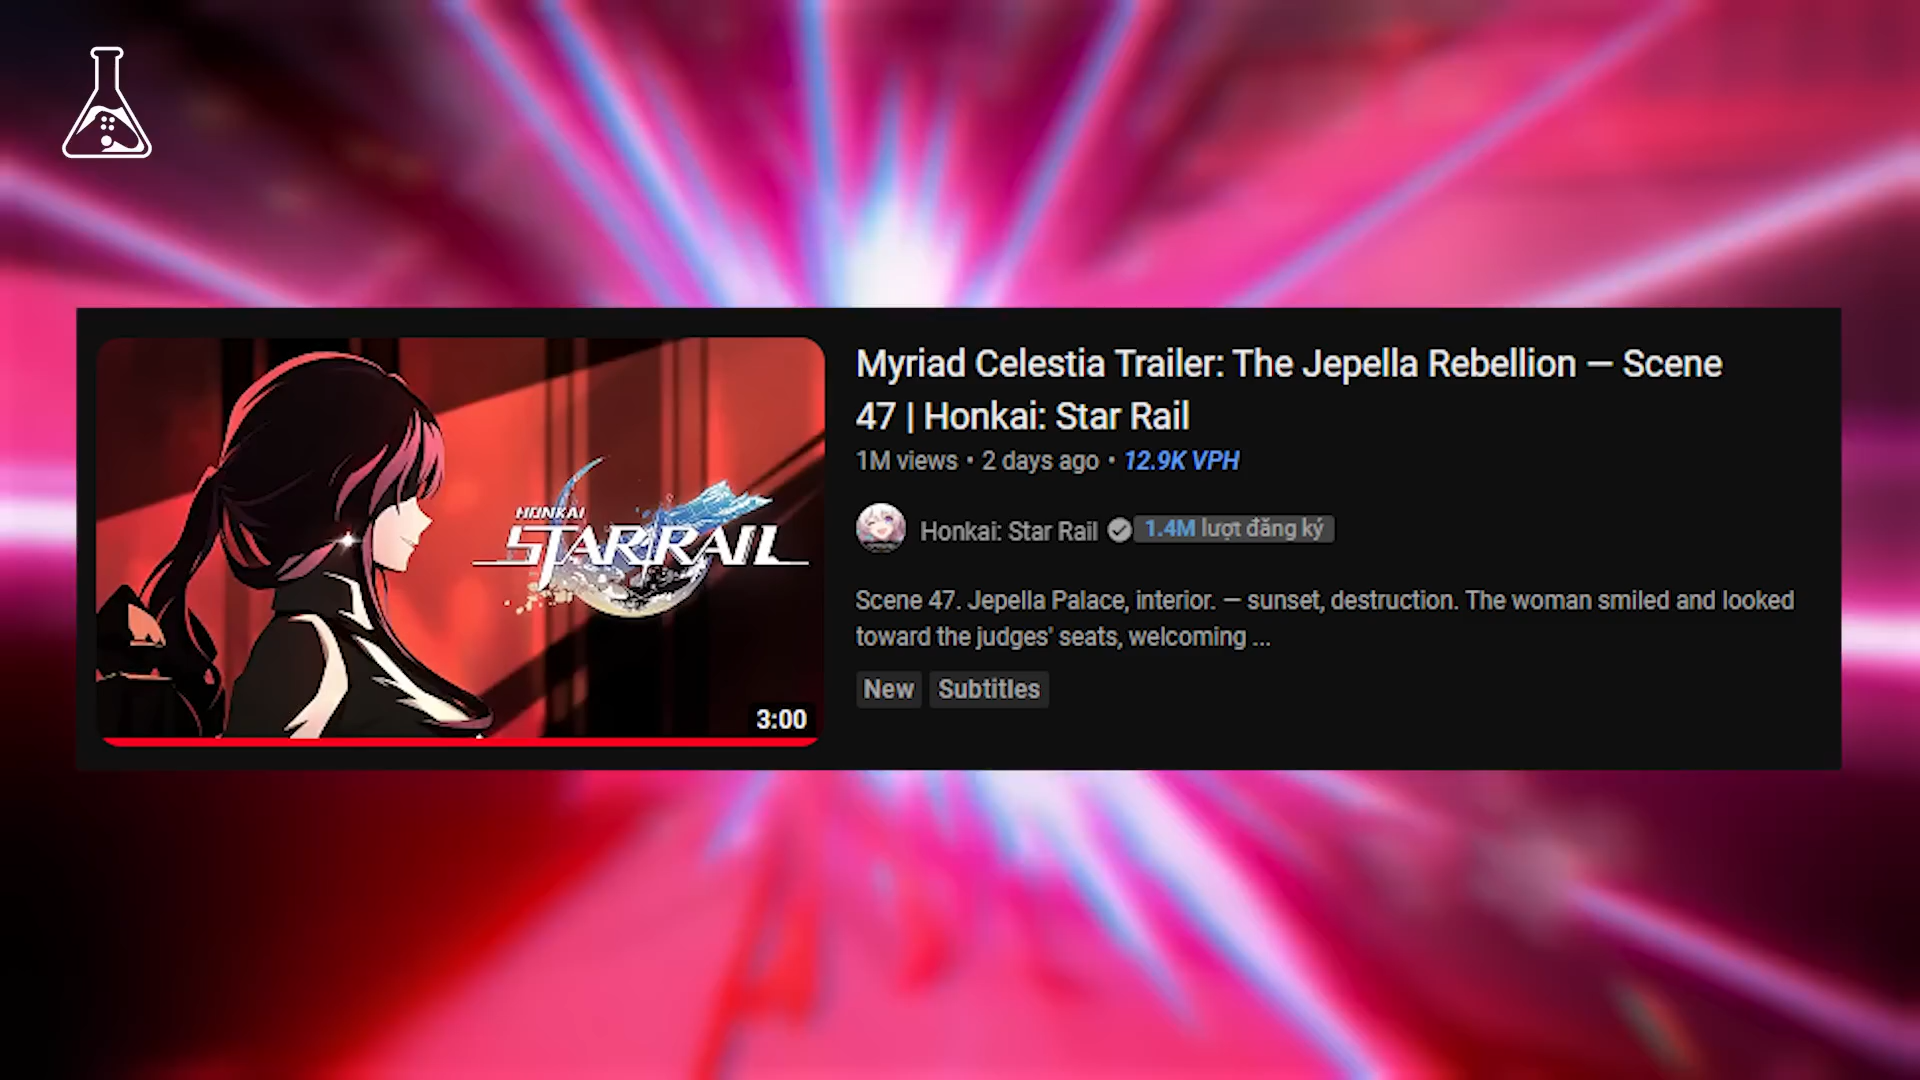 HONKAI
STAR RAIL
3:00
Myriad Celestia Trailer: The Jepella Rebellion — Scene
47 | Honkai: Star Rail
1M views • 2 days ago • 12.9K VPH
Honkai: Star Rail 1.4M lượt đăng ký
Scene 47. Jepella Palace, interior. — sunset, destruction. The woman smiled and looked
toward the judges' seats, welcoming ...
New Subtitles